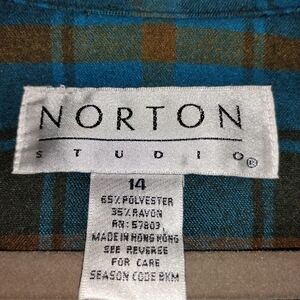 NORTON
STUDIO®
14
65% POLYESTER
35% RAYON
RN: 57803
MADE IN HONG KONG
SEE REVERSE
FOR CARE
SEASON CODE BKM